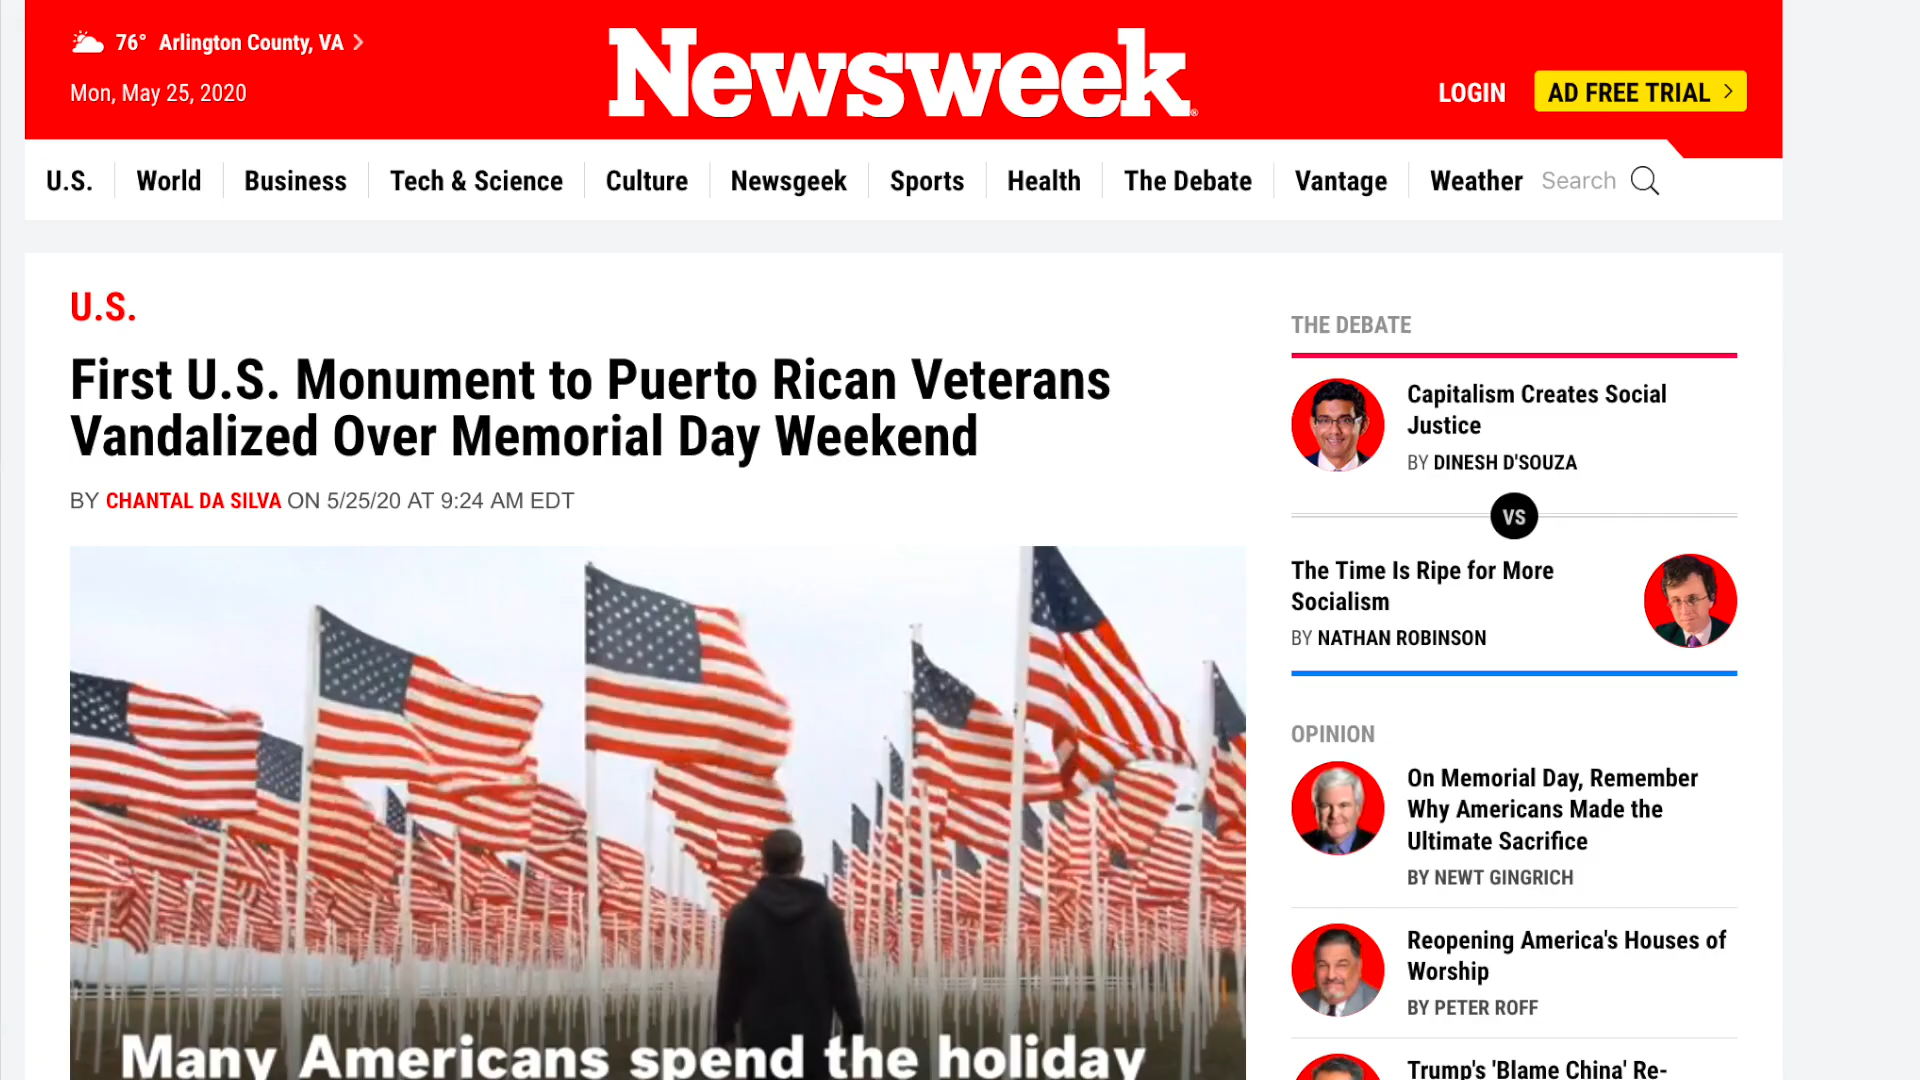 76° Arlington County, VA
Mon, May 25, 2020
Newsweek
LOGIN
AD FREE TRIAL
U.S.
World
Business
Tech & Science
Culture
Newsgeek
Sports
Health
The Debate
Vantage
Weather
Search
U.S.
First U.S. Monument to Puerto Rican Veterans
Vandalized Over Memorial Day Weekend
BY CHANTAL DA SILVA ON 5/25/20 AT 9:24 AM EDT
Many Americans spend the holiday
THE DEBATE
Capitalism Creates Social
Justice
BY DINESH D'SOUZA
VS
The Time Is Ripe for More
Socialism
BY NATHAN ROBINSON
OPINION
On Memorial Day, Remember
Why Americans Made the
Ultimate Sacrifice
BY NEWT GINGRICH
Reopening America's Houses of
Worship
BY PETER ROFF
Trump's 'Blame China' Re-